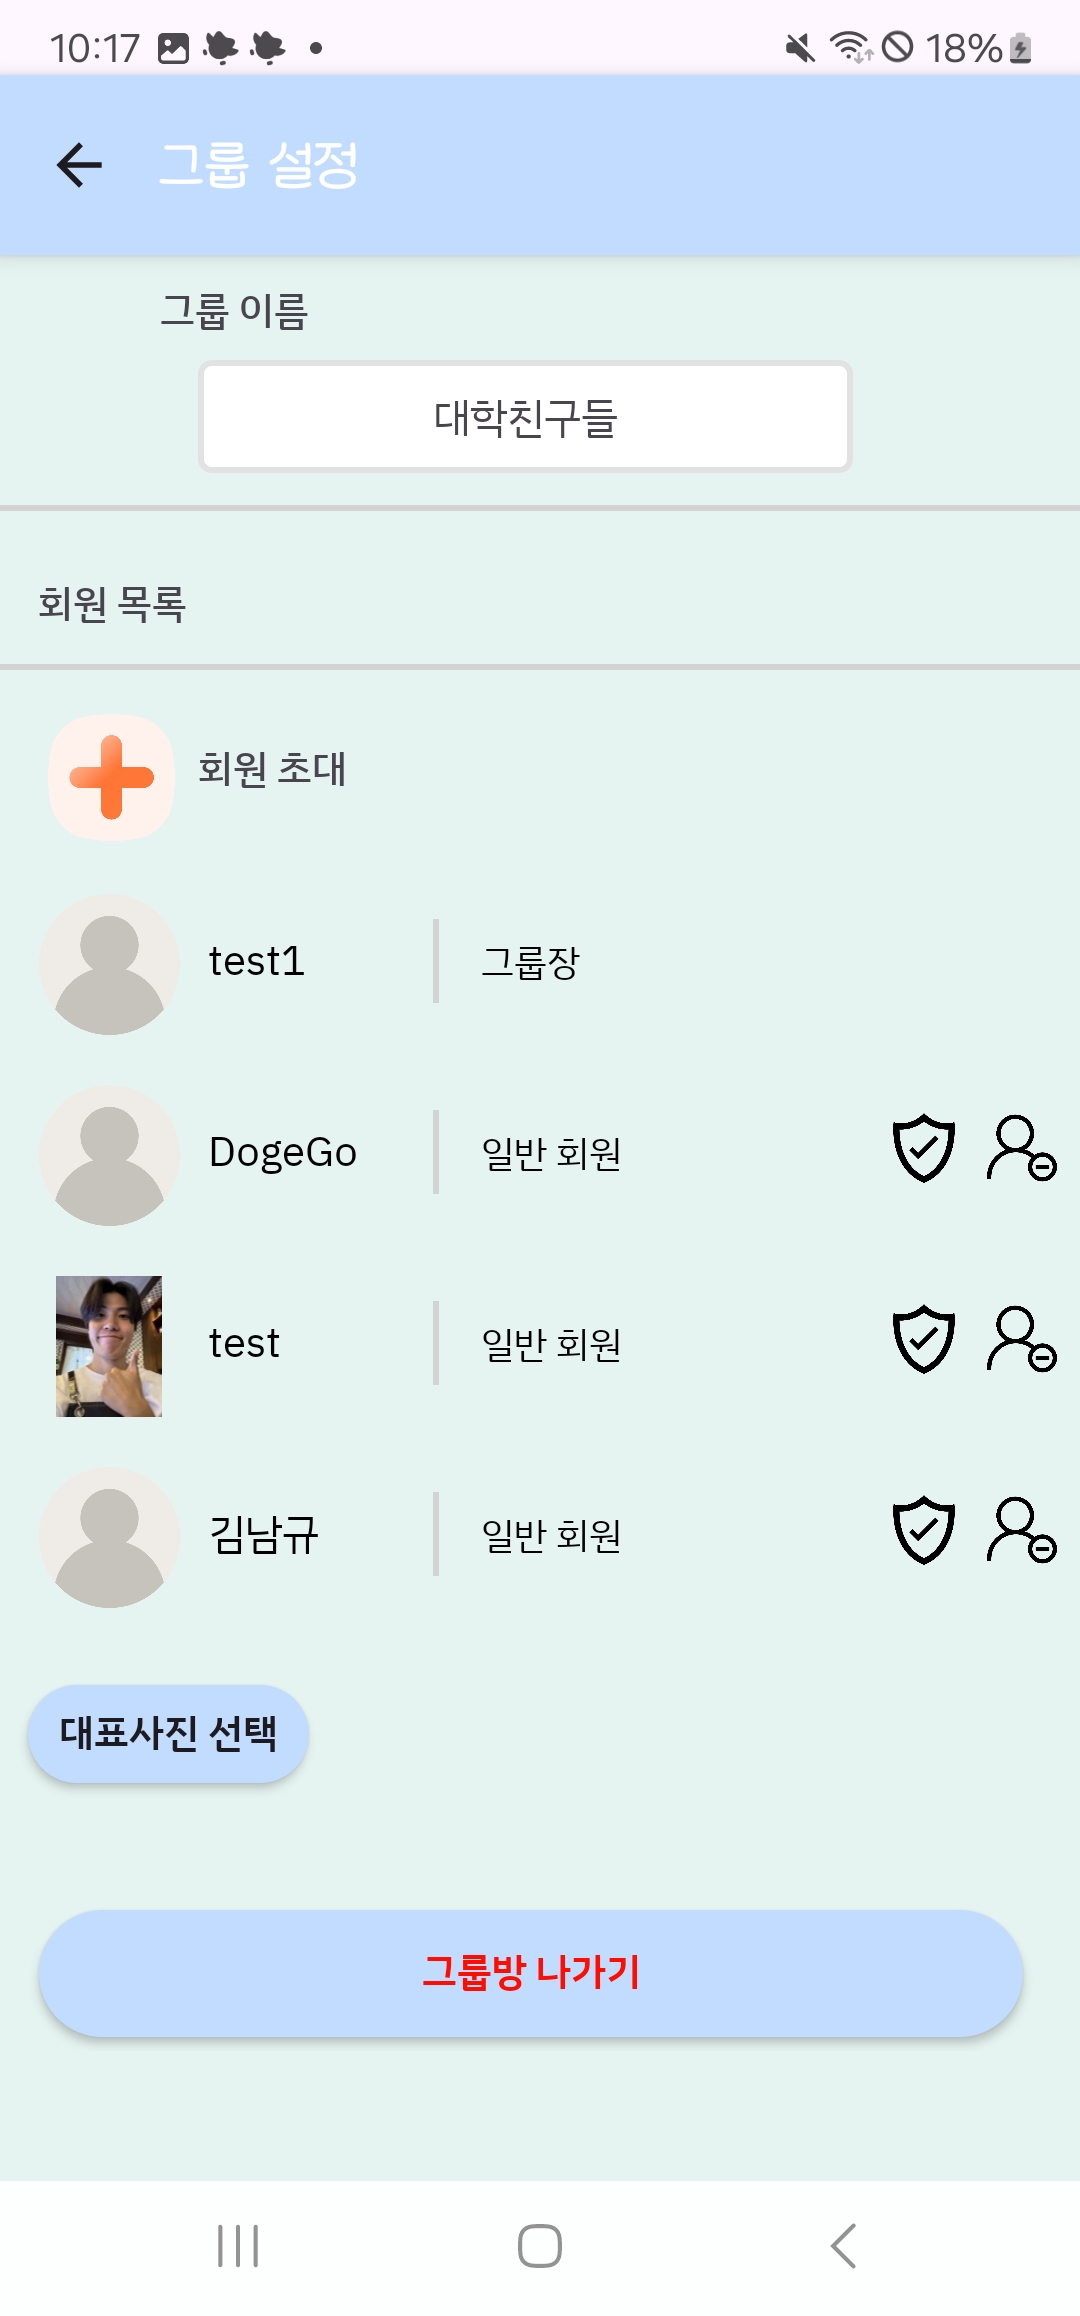 10:17 18%
그룹 설정
그룹 이름
대학친구들
회원 목록
회원 초대
test1 그룹장
DogeGo 일반 회원
test 일반 회원
김남규 일반 회원
대표사진 선택
그룹방 나가기